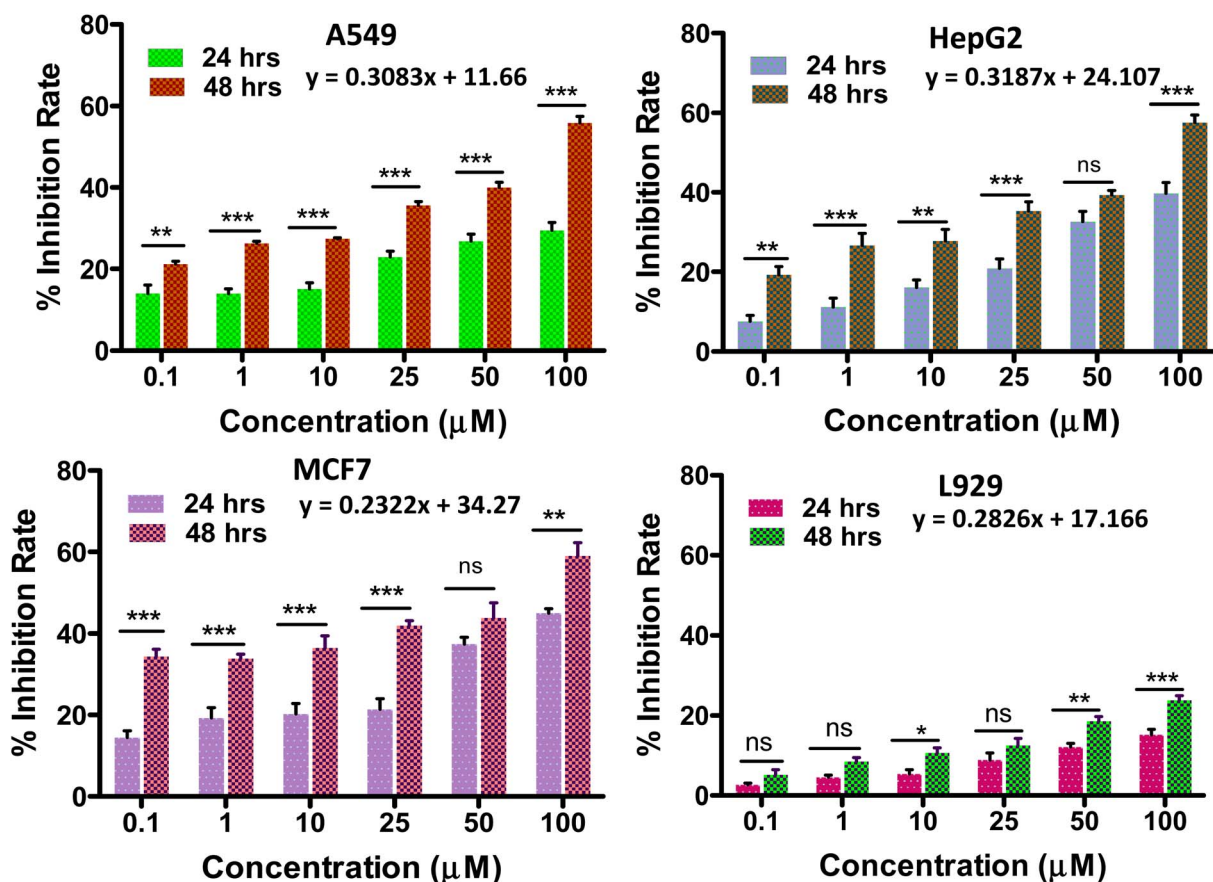 A549
24 hrs
48 hrs
y = 0.3083x + 11.66
% Inhibition Rate
80
60
40
20
0
**
***
***
***
***
***
0.1 1 10 25 50 100
Concentration (μM)
HepG2
24 hrs
48 hrs
y = 0.3187x + 24.107
% Inhibition Rate
80
60
40
20
0
**
***
**
***
ns
***
0.1 1 10 25 50 100
Concentration (μM)
MCF7
24 hrs
48 hrs
y = 0.2322x + 34.27
% Inhibition Rate
80
60
40
20
0
***
***
***
***
ns
**
0.1 1 10 25 50 100
Concentration (μM)
L929
24 hrs
48 hrs
y = 0.2826x + 17.166
% Inhibition Rate
80
60
40
20
0
ns
ns
*
ns
**
***
0.1 1 10 25 50 100
Concentration (μM)